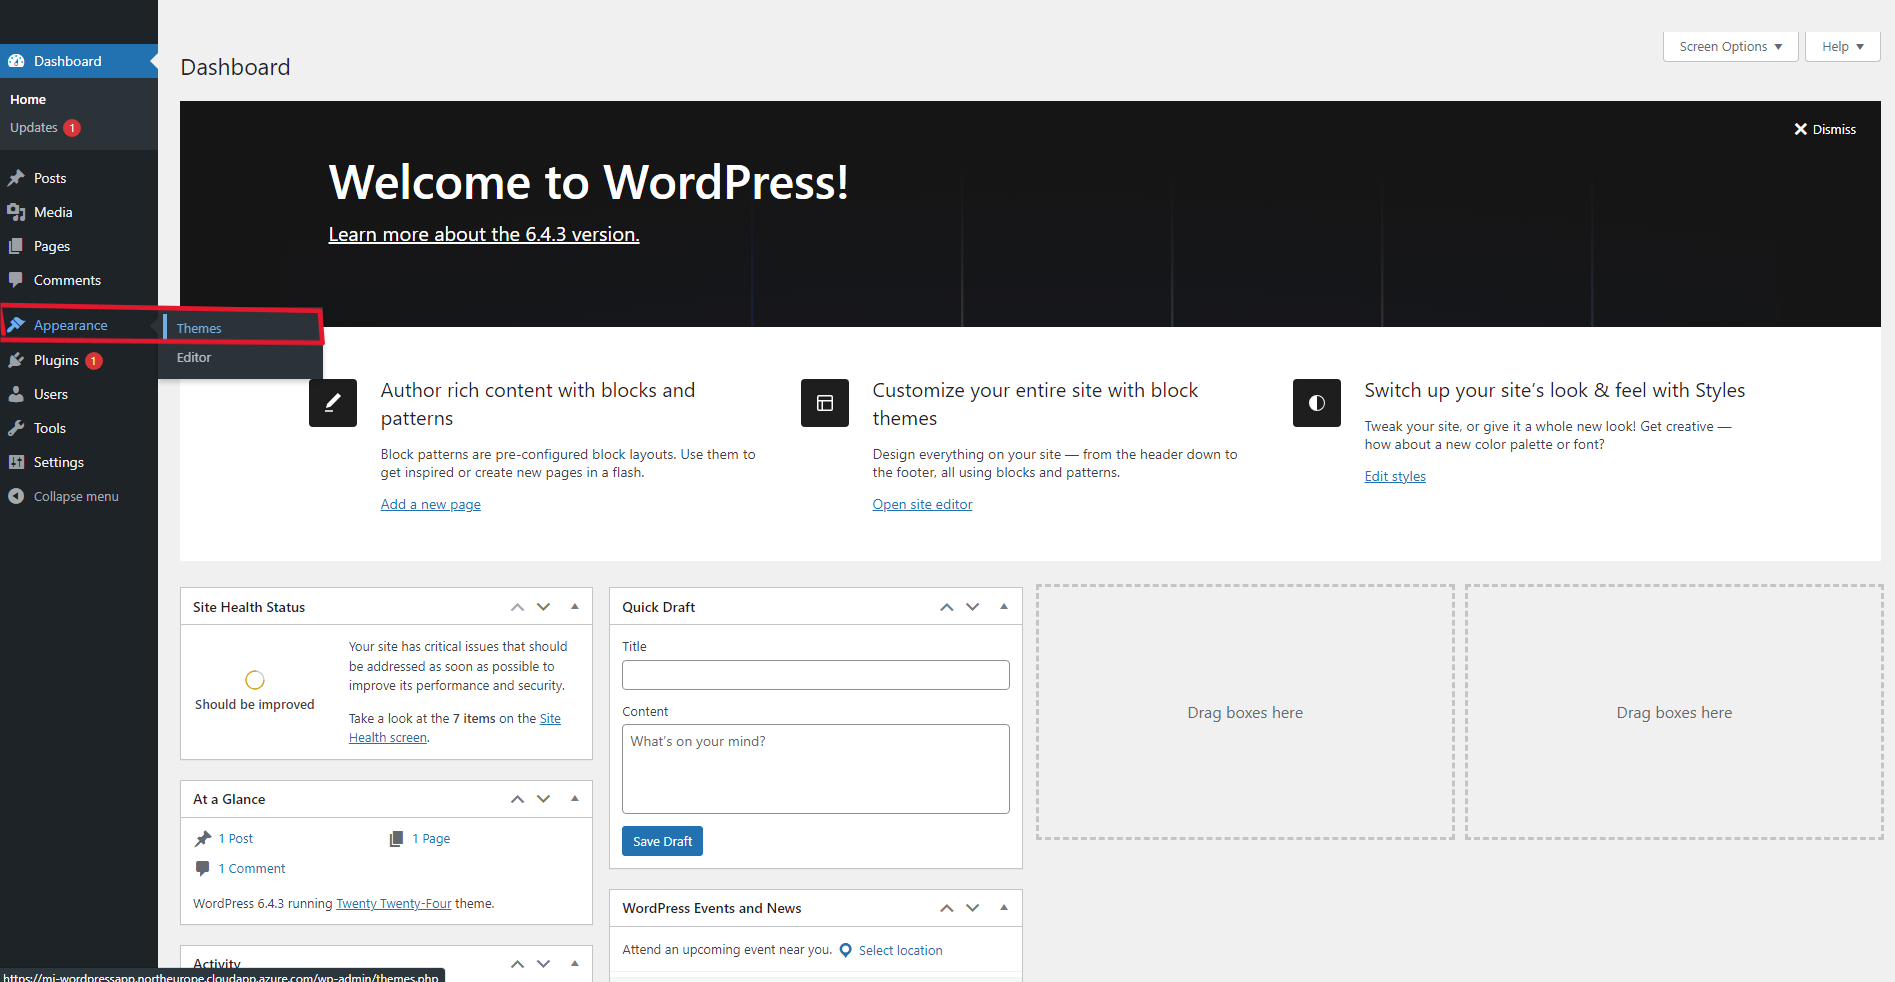 Dashboard
Home
Updates 1
Posts
Media
Pages
Comments
Appearance
Themes
Editor
Plugins 1
Users
Tools
Settings
Collapse menu
Screen Options
Help
Dashboard
Dismiss
Welcome to WordPress!
Learn more about the 6.4.3 version.
Author rich content with blocks and
patterns
Block patterns are pre-configured block layouts. Use them to
get inspired or create new pages in a flash.
Add a new page
Customize your entire site with block
themes
Design everything on your site — from the header down to
the footer, all using blocks and patterns.
Open site editor
Switch up your site’s look & feel with Styles
Tweak your site, or give it a whole new look! Get creative —
how about a new color palette or font?
Edit styles
Site Health Status
Should be improved
Your site has critical issues that should
be addressed as soon as possible to
improve its performance and security.
Take a look at the 7 items on the Site
Health screen.
At a Glance
1 Post
1 Page
1 Comment
WordPress 6.4.3 running Twenty Twenty-Four theme.
Activity
Quick Draft
Title
Content
What’s on your mind?
Save Draft
WordPress Events and News
Attend an upcoming event near you. Select location
Drag boxes here
Drag boxes here
https://mi-wordpressapp.northeurope.cloudapp.azure.com/wp-admin/themes.php